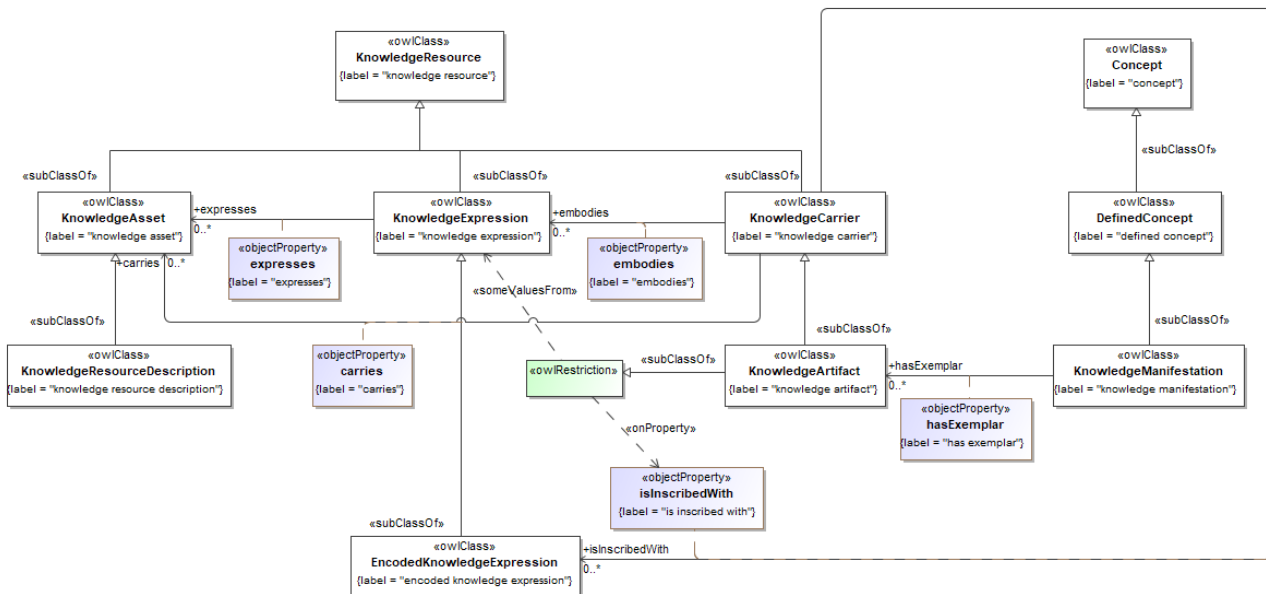 «owlClass»
KnowledgeResource
{label = "knowledge resource"}
«owlClass»
Concept
{label = "concept"}
«subClassOf»
«subClassOf»
«subClassOf»
«subClassOf»
«owlClass»
KnowledgeAsset
{label = "knowledge asset"}
+expresses
0..*
«owlClass»
KnowledgeExpression
{label = "knowledge expression"}
+embodies
0..*
«owlClass»
KnowledgeCarrier
{label = "knowledge carrier"}
«owlClass»
DefinedConcept
{label = "defined concept"}
«objectProperty»
expresses
{label = "expresses"}
«objectProperty»
embodies
{label = "embodies"}
+carries
0..*
«someValuesFrom»
«subClassOf»
«subClassOf»
«subClassOf»
«owlClass»
KnowledgeResourceDescription
{label = "knowledge resource description"}
«objectProperty»
carries
{label = "carries"}
«owlRestriction»
«subClassOf»
«owlClass»
KnowledgeArtifact
{label = "knowledge artifact"}
+hasExemplar
0..*
«owlClass»
KnowledgeManifestation
{label = "knowledge manifestation"}
«objectProperty»
hasExemplar
{label = "has exemplar"}
«onProperty»
«objectProperty»
isInscribedWith
{label = "is inscribed with"}
«subClassOf»
«owlClass»
EncodedKnowledgeExpression
{label = "encoded knowledge expression"}
+isInscribedWith
0..*